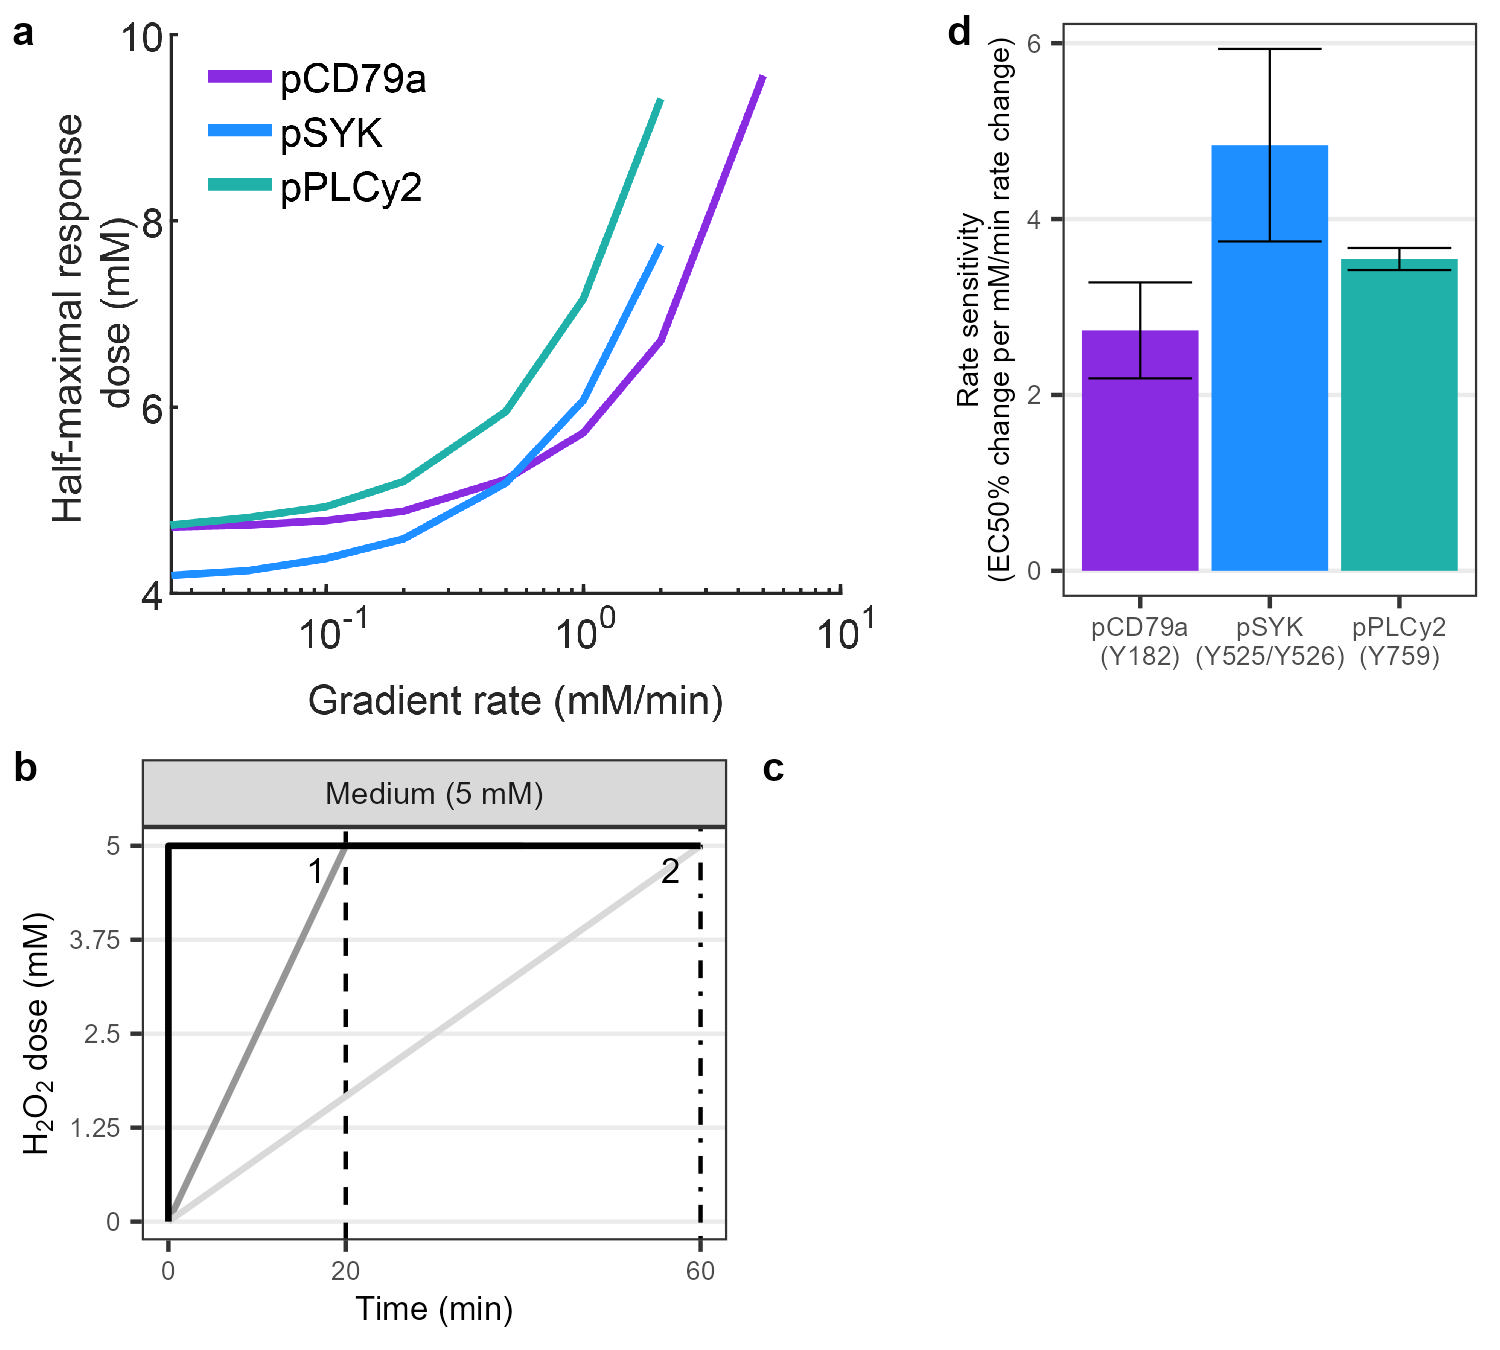 a
10
8
6
4
pCD79a
pSYK
pPLCy2
Half-maximal response
dose (mM)
10-1
100
101
Gradient rate (mM/min)
d
6
4
2
0
Rate sensitivity
(EC50% change per mM/min rate change)
pCD79a
(Y182)
pSYK
(Y525/Y526)
pPLCy2
(Y759)
b
Medium (5 mM)
5
3.75
2.5
1.25
0
1
2
H2O2 dose (mM)
0
20
60
Time (min)
c